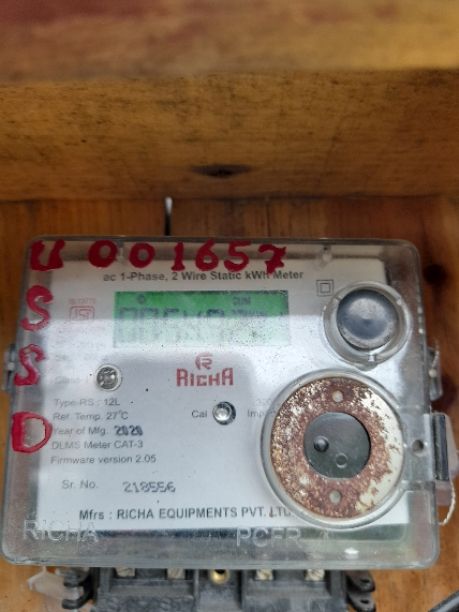 U 001657
S
S
D
ac 1-Phase, 2 Wire Static kWh Meter
CUM
RICHA
Type-RS : 12L
Ref. Temp. 27°C
Cal
Year of Mfg. 2020
DLMS Meter CAT-3
Firmware version 2.05
Sr. No. 218556
Mfrs : RICHA EQUIPMENTS PVT. LTD
RICHA